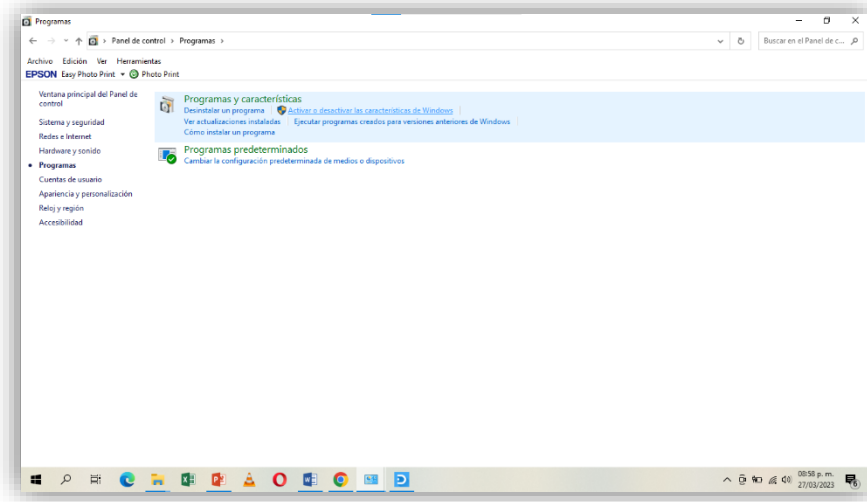 Programas
Panel de control > Programas >
Buscar en el Panel de c...
Archivo Edición Ver Herramientas
EPSON Easy Photo Print Photo Print
Ventana principal del Panel de control
Sistema y seguridad
Redes e Internet
Hardware y sonido
Programas
Cuentas de usuario
Apariencia y personalización
Reloj y región
Accesibilidad
Programas y características
Desinstalar un programa Activar o desactivar las características de Windows
Ver actualizaciones instaladas Ejecutar programas creados para versiones anteriores de Windows
Cómo instalar un programa
Programas predeterminados
Cambiar la configuración predeterminada de medios o dispositivos
08:58 p. m.
27/03/2023